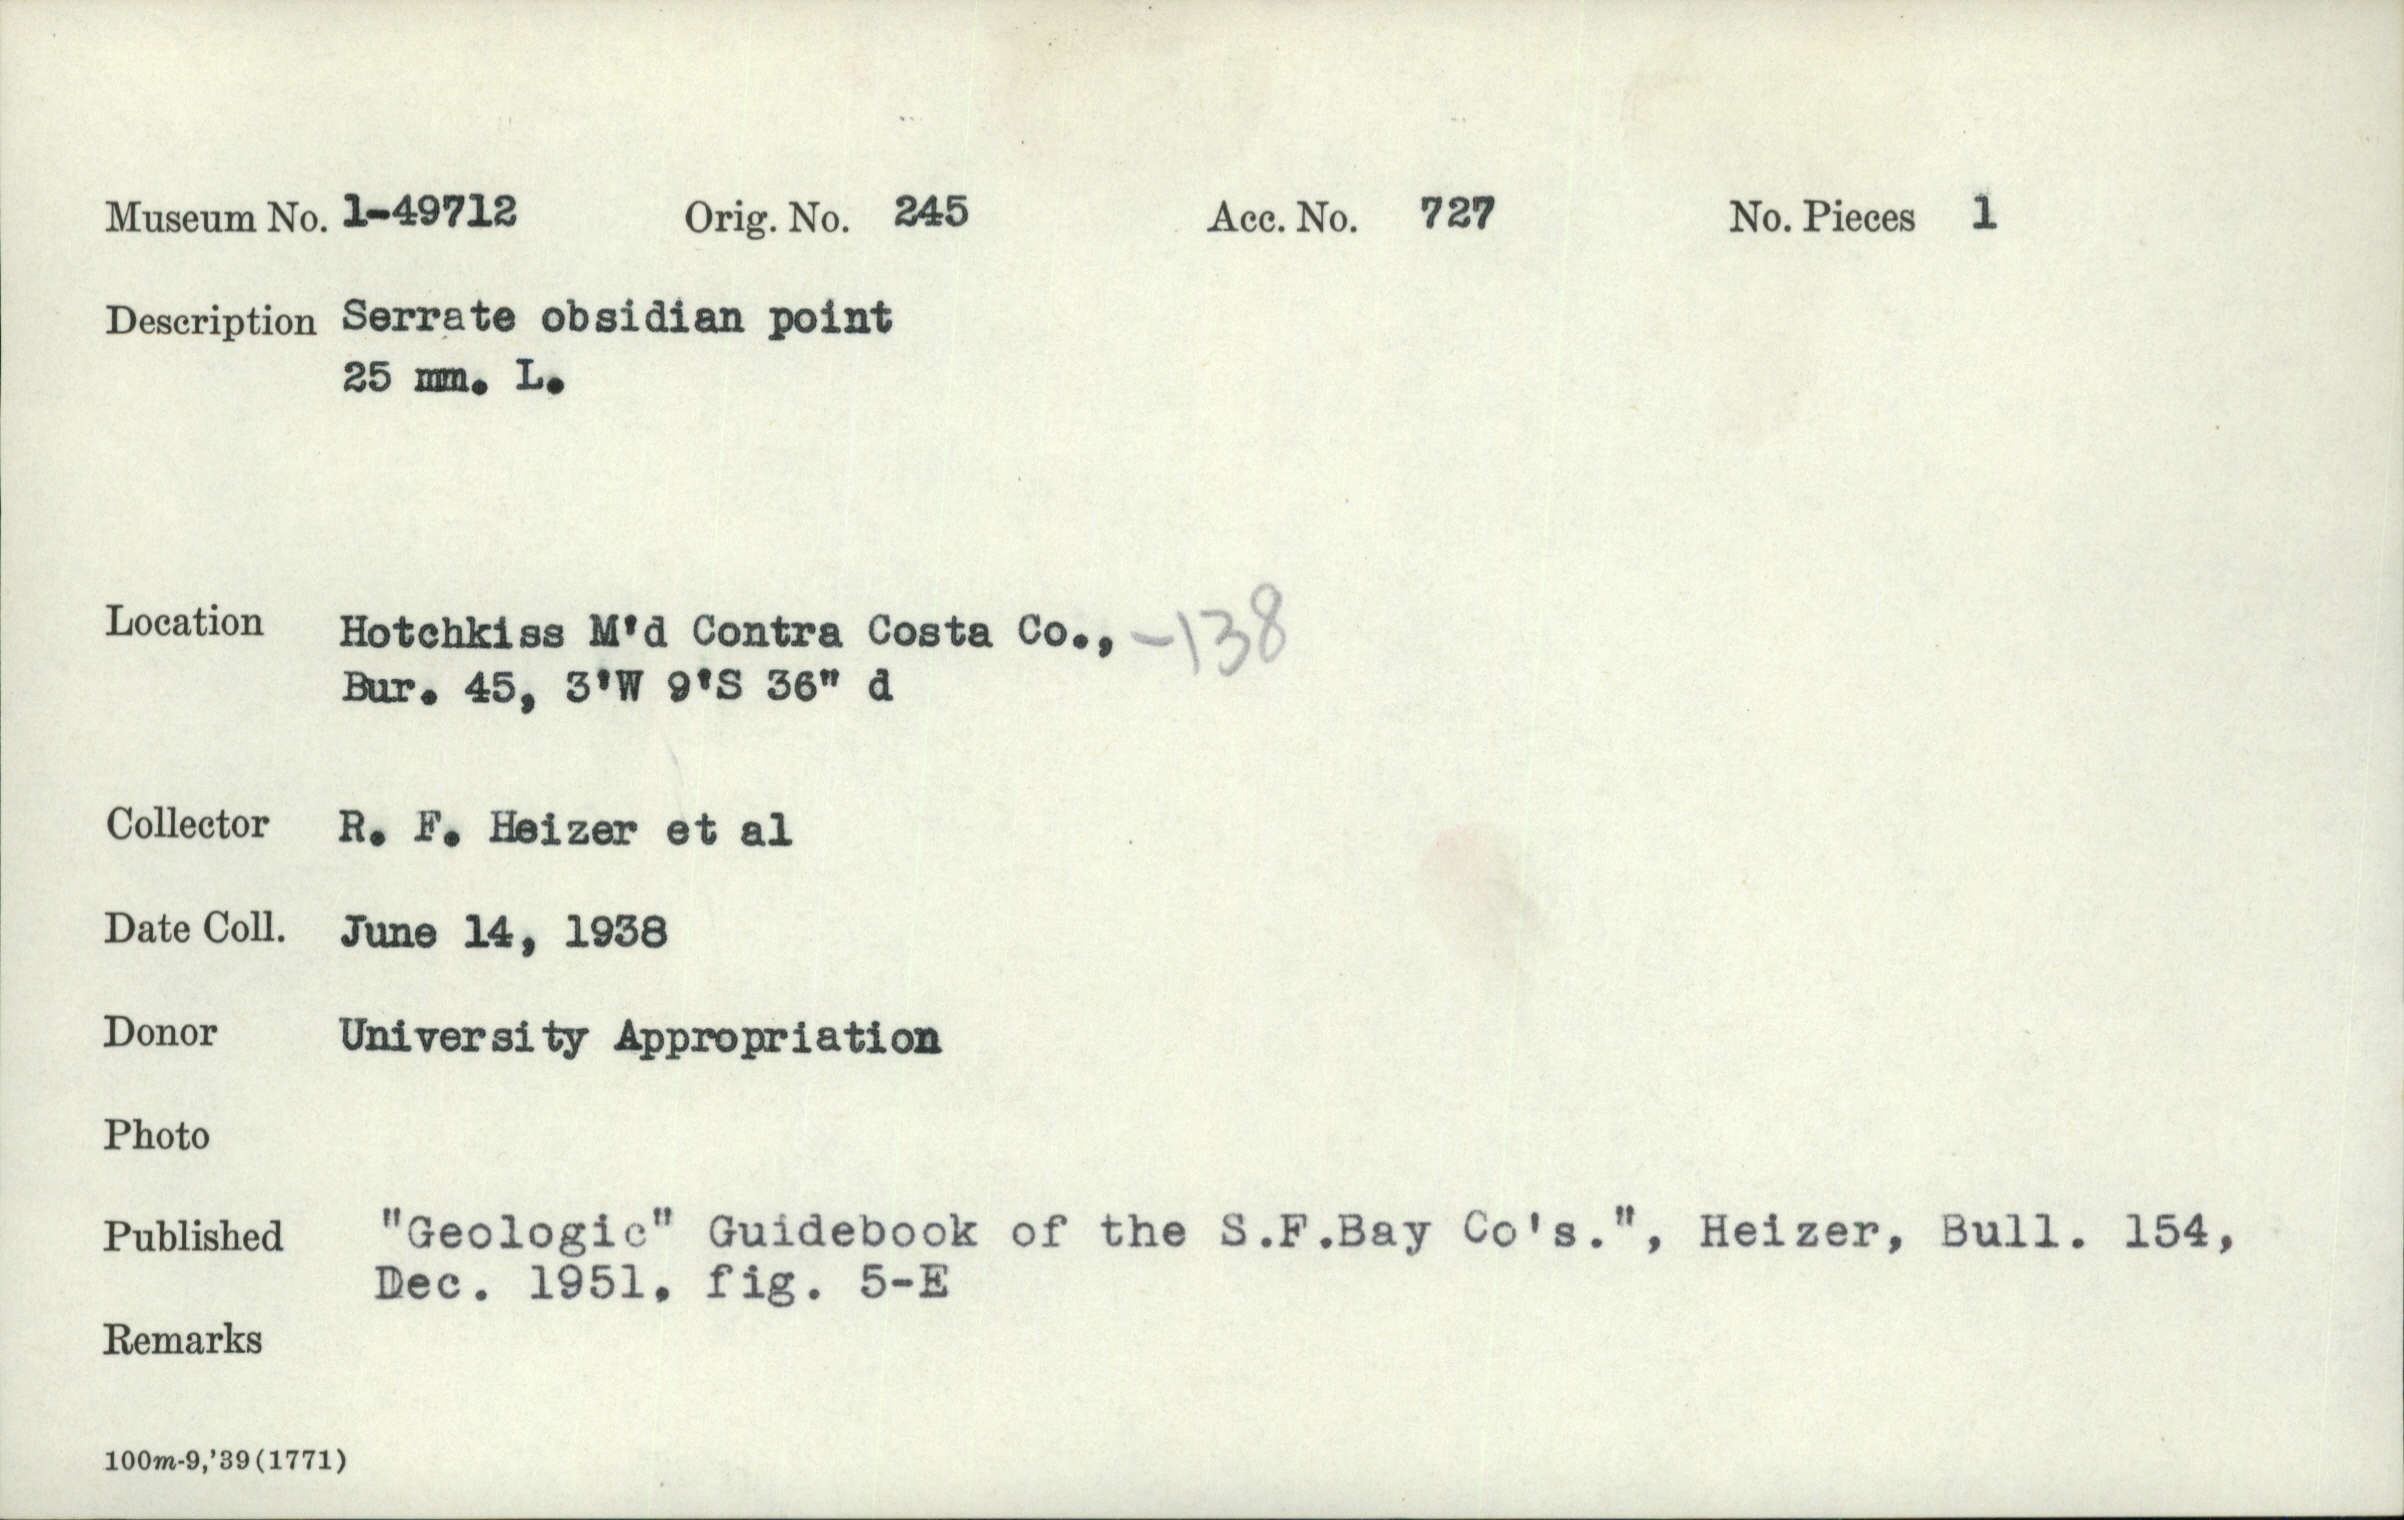 Museum No. 1-49712 Orig. No. 245 Acc. No. 727 No. Pieces 1
Description Serrate obsidian point
25 mm. L.
Location Hotchkiss M'd Contra Costa Co., -138
Bur. 45, 3'W 9'S 36" d
Collector R. F. Heizer et al
Date Coll. June 14, 1938
Donor University Appropriation
Photo
Published "Geologic" Guidebook of the S.F.Bay Co's.", Heizer, Bull. 154,
Dec. 1951, fig. 5-E
Remarks
100m-9,'39(1771)